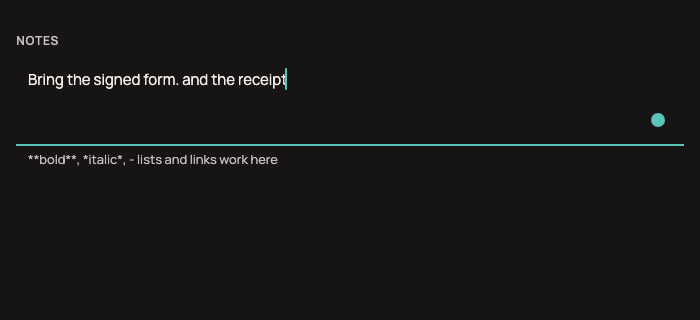 NOTES
Bring the signed form. and the receipt
**bold**, *italic*, - lists and links work here